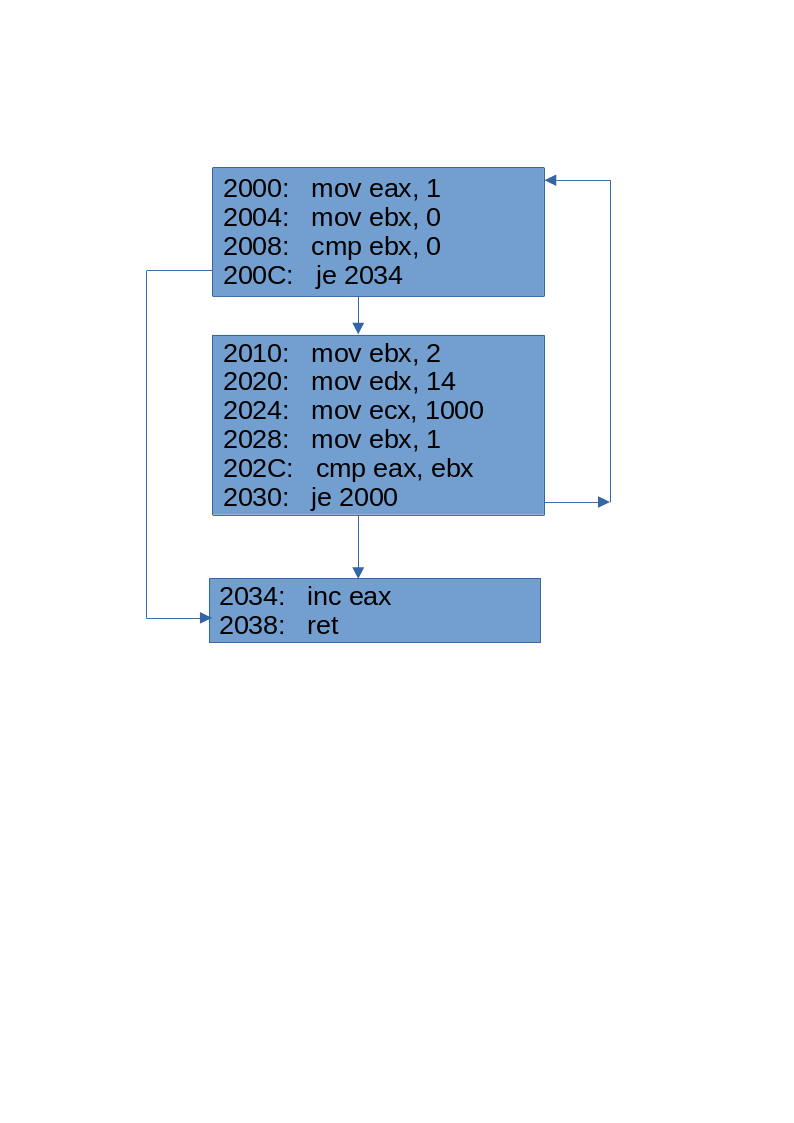 2000: mov eax, 1
2004: mov ebx, 0
2008: cmp ebx, 0
200C: je 2034
2010: mov ebx, 2
2020: mov edx, 14
2024: mov ecx, 1000
2028: mov ebx, 1
202C: cmp eax, ebx
2030: je 2000
2034: inc eax
2038: ret